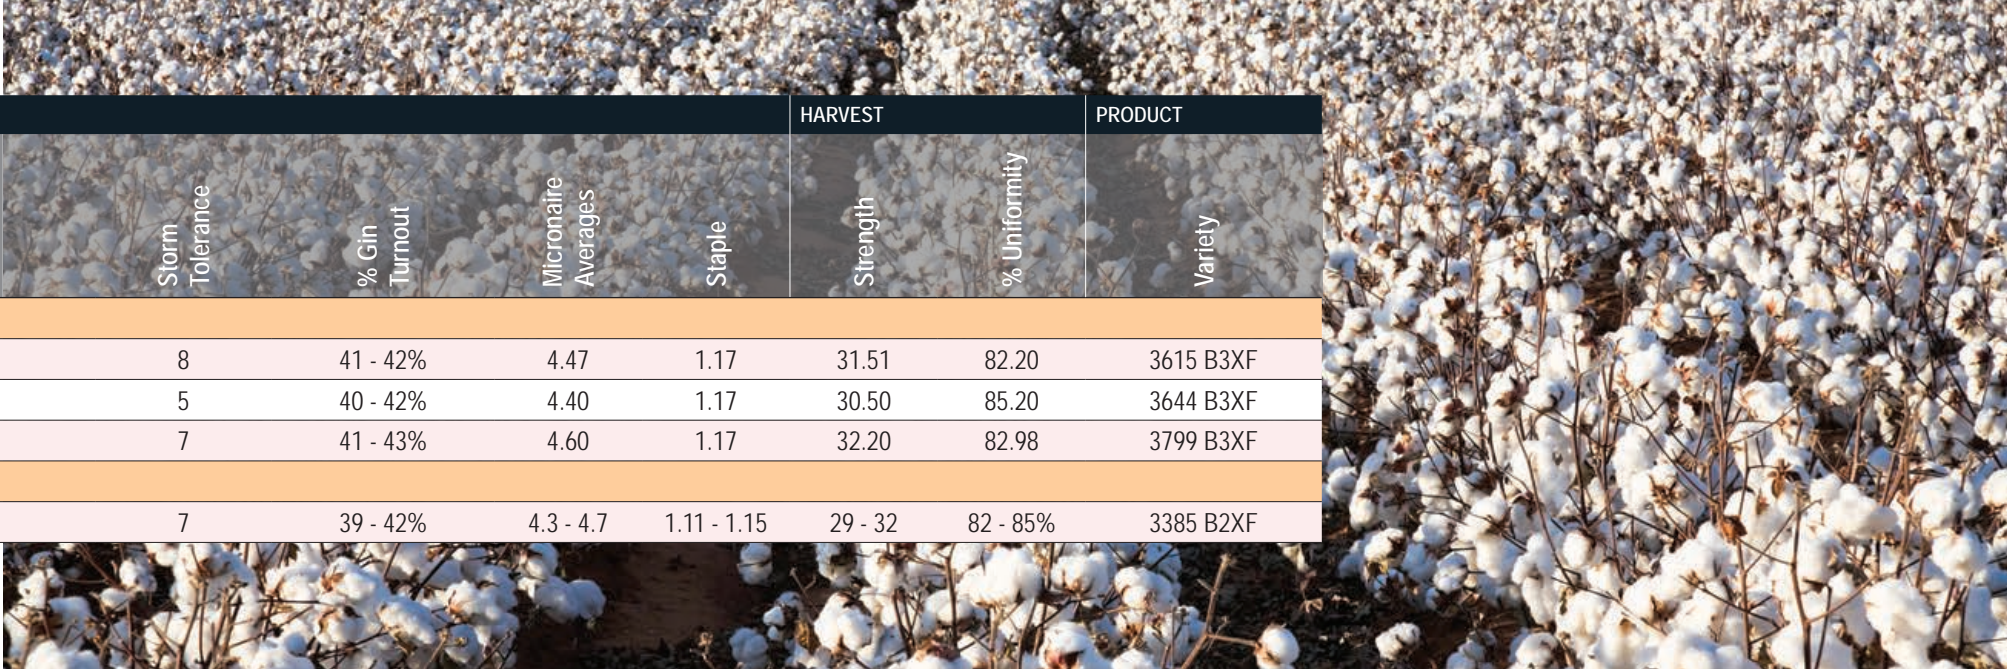 HARVEST PRODUCT
Storm Tolerance % Gin Turnout Micronaire Averages Staple Strength % Uniformity Variety
8 41 - 42% 4.47 1.17 31.51 82.20 3615 B3XF
5 40 - 42% 4.40 1.17 30.50 85.20 3644 B3XF
7 41 - 43% 4.60 1.17 32.20 82.98 3799 B3XF
7 39 - 42% 4.3 - 4.7 1.11 - 1.15 29 - 32 82 - 85% 3385 B2XF